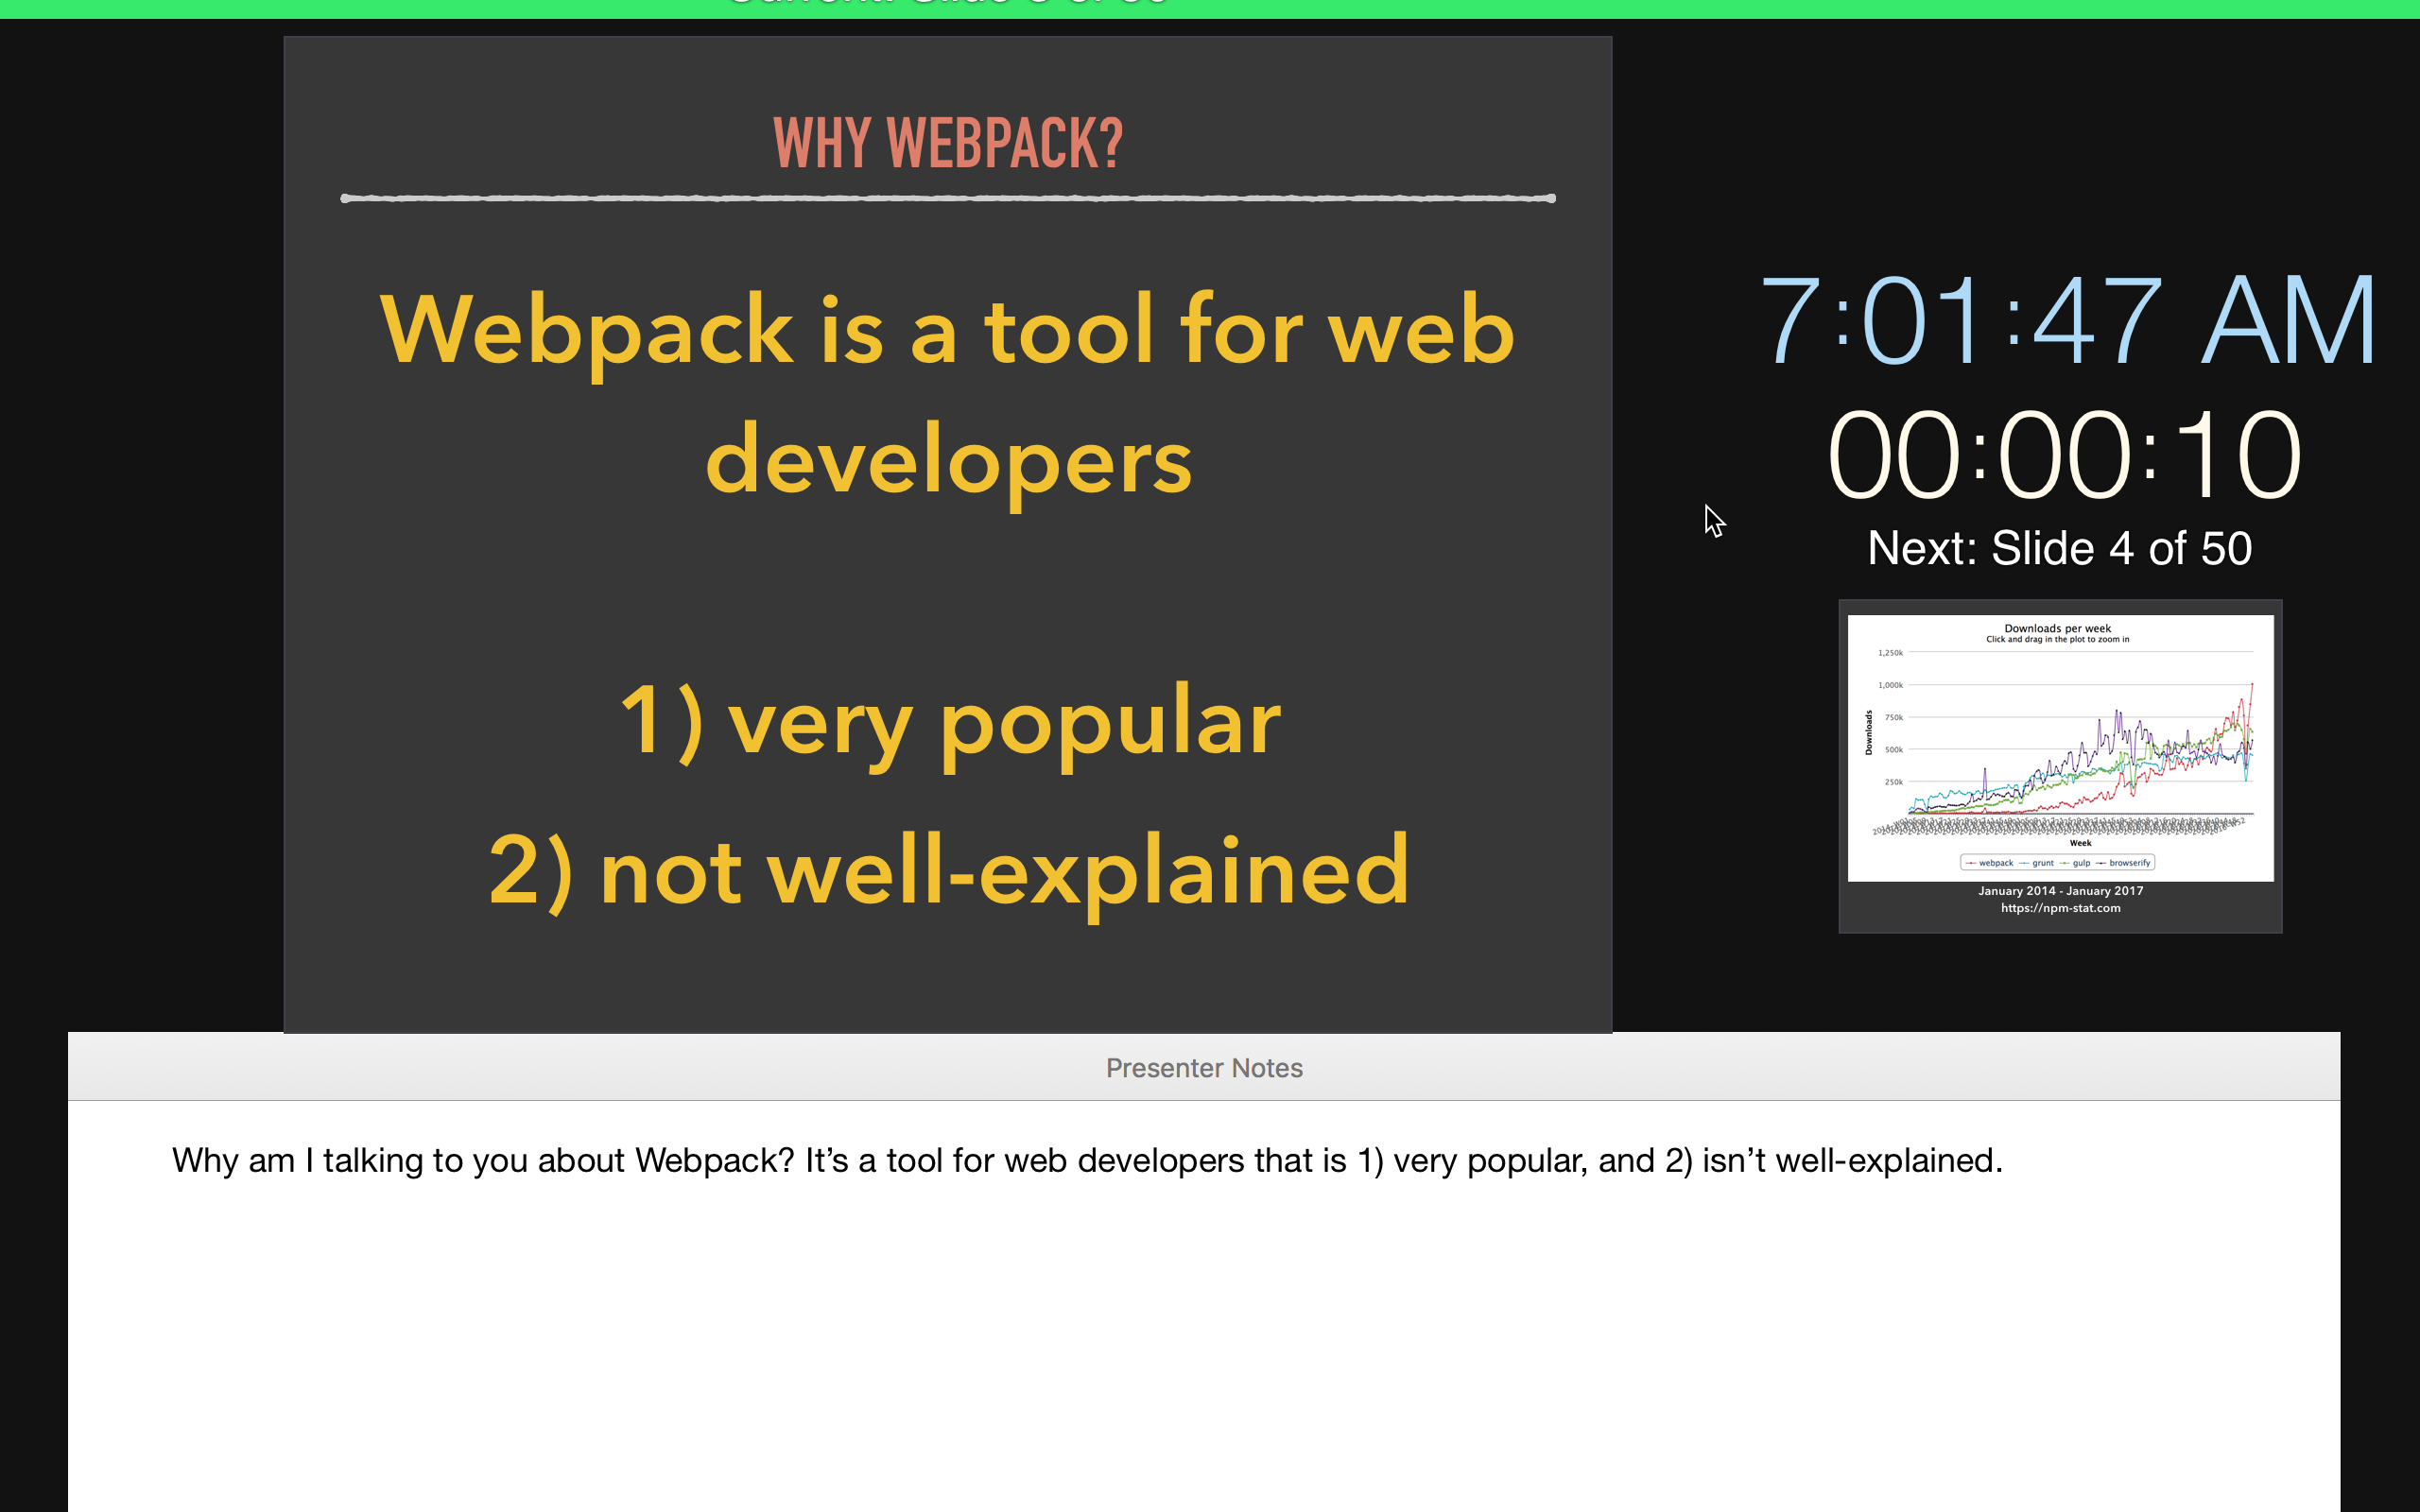 WHY WEBPACK?
Webpack is a tool for web
developers
1) very popular
2) not well-explained
7:01:47 AM
00:00:10
Next: Slide 4 of 50
Downloads per week
Click and drag in the plot to zoom in
1,250k
1,000k
750k
500k
250k
Downloads
Week
webpack grunt gulp browserify
January 2014 - January 2017
https://npm-stat.com
Presenter Notes
Why am I talking to you about Webpack? It’s a tool for web developers that is 1) very popular, and 2) isn’t well-explained.